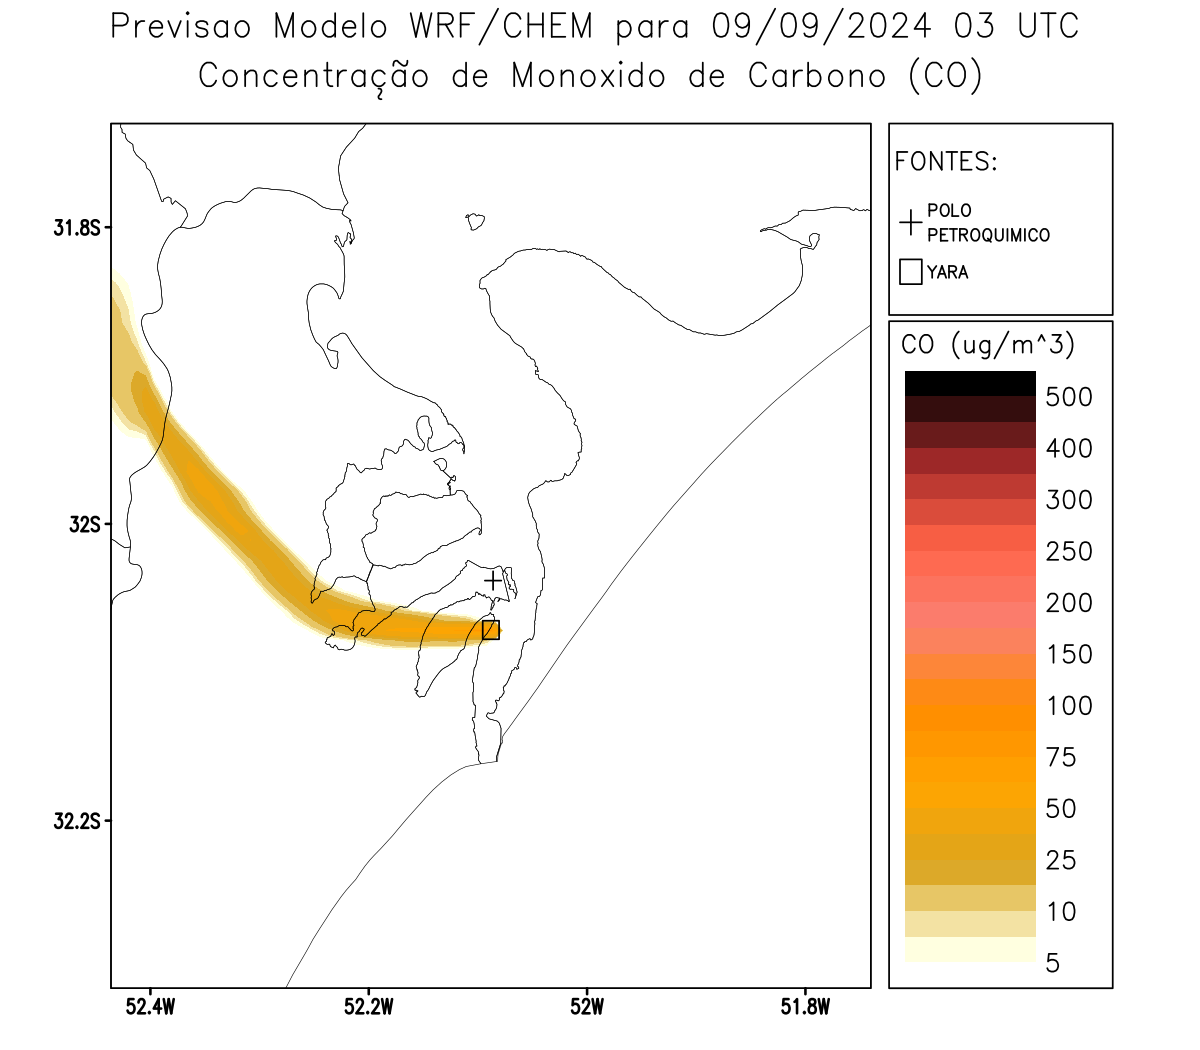 Previsao Modelo WRF/CHEM para 09/09/2024 03 UTC
Concentração de Monoxido de Carbono (CO)
FONTES:
POLO
PETROQUIMICO
YARA
CO (ug/m^3)
500
400
300
250
200
150
100
75
50
25
10
5
31.8S
32S
32.2S
52.4W
52.2W
52W
51.8W